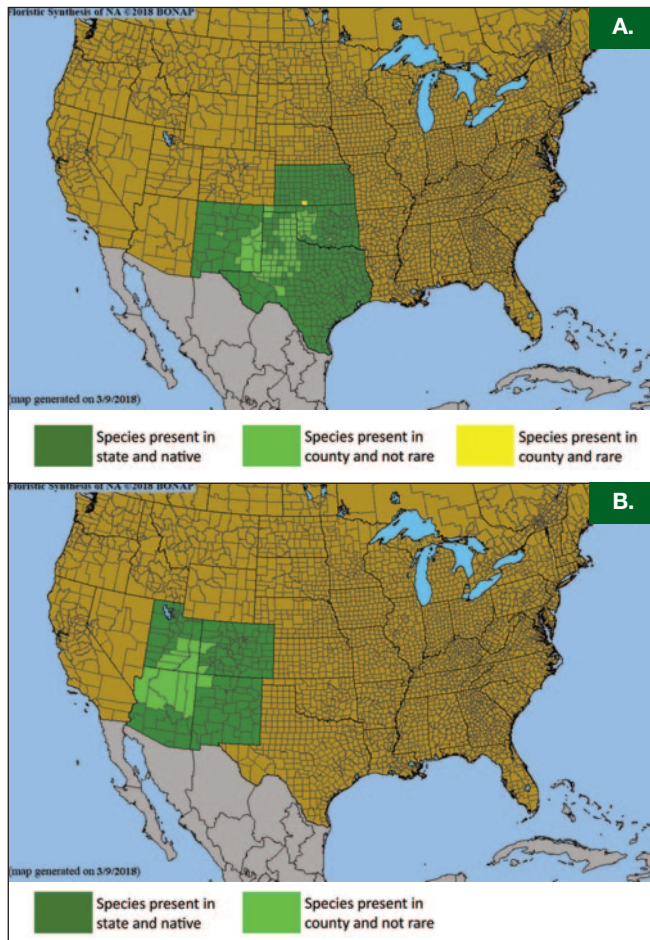 Floristic Synthesis of NA ©2018 BONAP
A.
(map generated on 3/9/2018)
Species present in
state and native
Species present in
county and not rare
Species present in
county and rare
Floristic Synthesis of NA ©2018 BONAP
B.
(map generated on 3/9/2018)
Species present in
state and native
Species present in
county and not rare